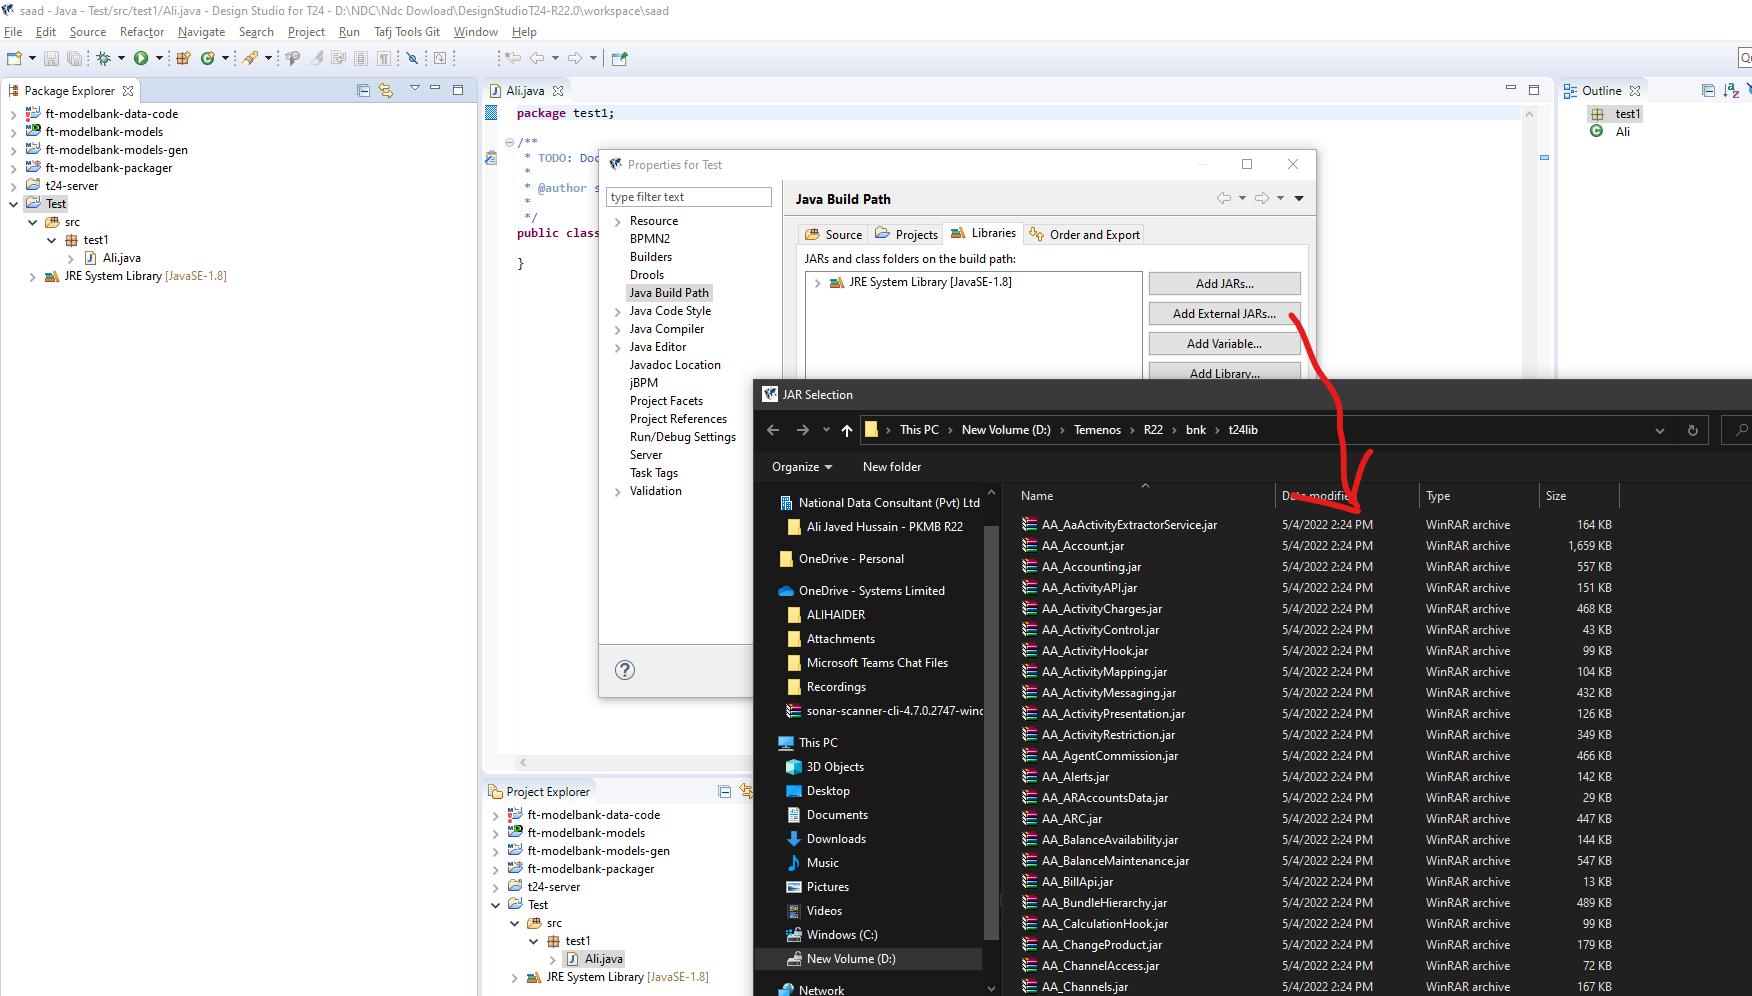 saad - Java - Test/src/test1/Ali.java - Design Studio for T24 - D:\NDC\Ndc Dowload\DesignStudioT24-R22.0\workspace\saad
File Edit Source Refactor Navigate Search Project Run Tafj Tools Git Window Help
Package Explorer
ft-modelbank-data-code
ft-modelbank-models
ft-modelbank-models-gen
ft-modelbank-packager
t24-server
Test
src
test1
Ali.java
JRE System Library [JavaSE-1.8]
Ali.java
package test1;
/**
* TODO: Doc
*
* @author s
*
*/
public class
}
Outline
test1
Ali
Properties for Test
type filter text
Resource
BPMN2
Builders
Drools
Java Build Path
Java Code Style
Java Compiler
Java Editor
Javadoc Location
jBPM
Project Facets
Project References
Run/Debug Settings
Server
Task Tags
Validation
Java Build Path
Source Projects Libraries Order and Export
JARs and class folders on the build path:
JRE System Library [JavaSE-1.8]
Add JARs...
Add External JARs...
Add Variable...
Add Library...
JAR Selection
This PC > New Volume (D:) > Temenos > R22 > bnk > t24lib
Organize New folder
National Data Consultant (Pvt) Ltd
Ali Javed Hussain - PKMB R22
OneDrive - Personal
OneDrive - Systems Limited
ALIHAIDER
Attachments
Microsoft Teams Chat Files
Recordings
sonar-scanner-cli-4.7.0.2747-winc
This PC
3D Objects
Desktop
Documents
Downloads
Music
Pictures
Videos
Windows (C:)
New Volume (D:)
Network
Name Date modified Type Size
AA_AaActivityExtractorService.jar 5/4/2022 2:24 PM WinRAR archive 164 KB
AA_Account.jar 5/4/2022 2:24 PM WinRAR archive 1,659 KB
AA_Accounting.jar 5/4/2022 2:24 PM WinRAR archive 557 KB
AA_ActivityAPI.jar 5/4/2022 2:24 PM WinRAR archive 151 KB
AA_ActivityCharges.jar 5/4/2022 2:24 PM WinRAR archive 468 KB
AA_ActivityControl.jar 5/4/2022 2:24 PM WinRAR archive 43 KB
AA_ActivityHook.jar 5/4/2022 2:24 PM WinRAR archive 99 KB
AA_ActivityMapping.jar 5/4/2022 2:24 PM WinRAR archive 104 KB
AA_ActivityMessaging.jar 5/4/2022 2:24 PM WinRAR archive 432 KB
AA_ActivityPresentation.jar 5/4/2022 2:24 PM WinRAR archive 126 KB
AA_ActivityRestriction.jar 5/4/2022 2:24 PM WinRAR archive 349 KB
AA_AgentCommission.jar 5/4/2022 2:24 PM WinRAR archive 466 KB
AA_Alerts.jar 5/4/2022 2:24 PM WinRAR archive 142 KB
AA_ARAccountsData.jar 5/4/2022 2:24 PM WinRAR archive 29 KB
AA_ARC.jar 5/4/2022 2:24 PM WinRAR archive 447 KB
AA_BalanceAvailability.jar 5/4/2022 2:24 PM WinRAR archive 144 KB
AA_BalanceMaintenance.jar 5/4/2022 2:24 PM WinRAR archive 547 KB
AA_BillApi.jar 5/4/2022 2:24 PM WinRAR archive 13 KB
AA_BundleHierarchy.jar 5/4/2022 2:24 PM WinRAR archive 489 KB
AA_CalculationHook.jar 5/4/2022 2:24 PM WinRAR archive 99 KB
AA_ChangeProduct.jar 5/4/2022 2:24 PM WinRAR archive 179 KB
AA_ChannelAccess.jar 5/4/2022 2:24 PM WinRAR archive 72 KB
AA_Channels.jar 5/4/2022 2:24 PM WinRAR archive 167 KB
Project Explorer
ft-modelbank-data-code
ft-modelbank-models
ft-modelbank-models-gen
ft-modelbank-packager
t24-server
Test
src
test1
Ali.java
JRE System Library [JavaSE-1.8]